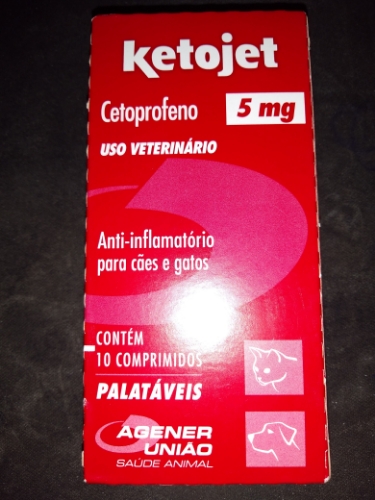 ketojet
Cetoprofeno 5 mg
USO VETERINÁRIO
Anti-inflamatório
para cães e gatos
CONTÉM
10 COMPRIMIDOS
PALATÁVEIS
AGENER
UNIÃO
SAÚDE ANIMAL